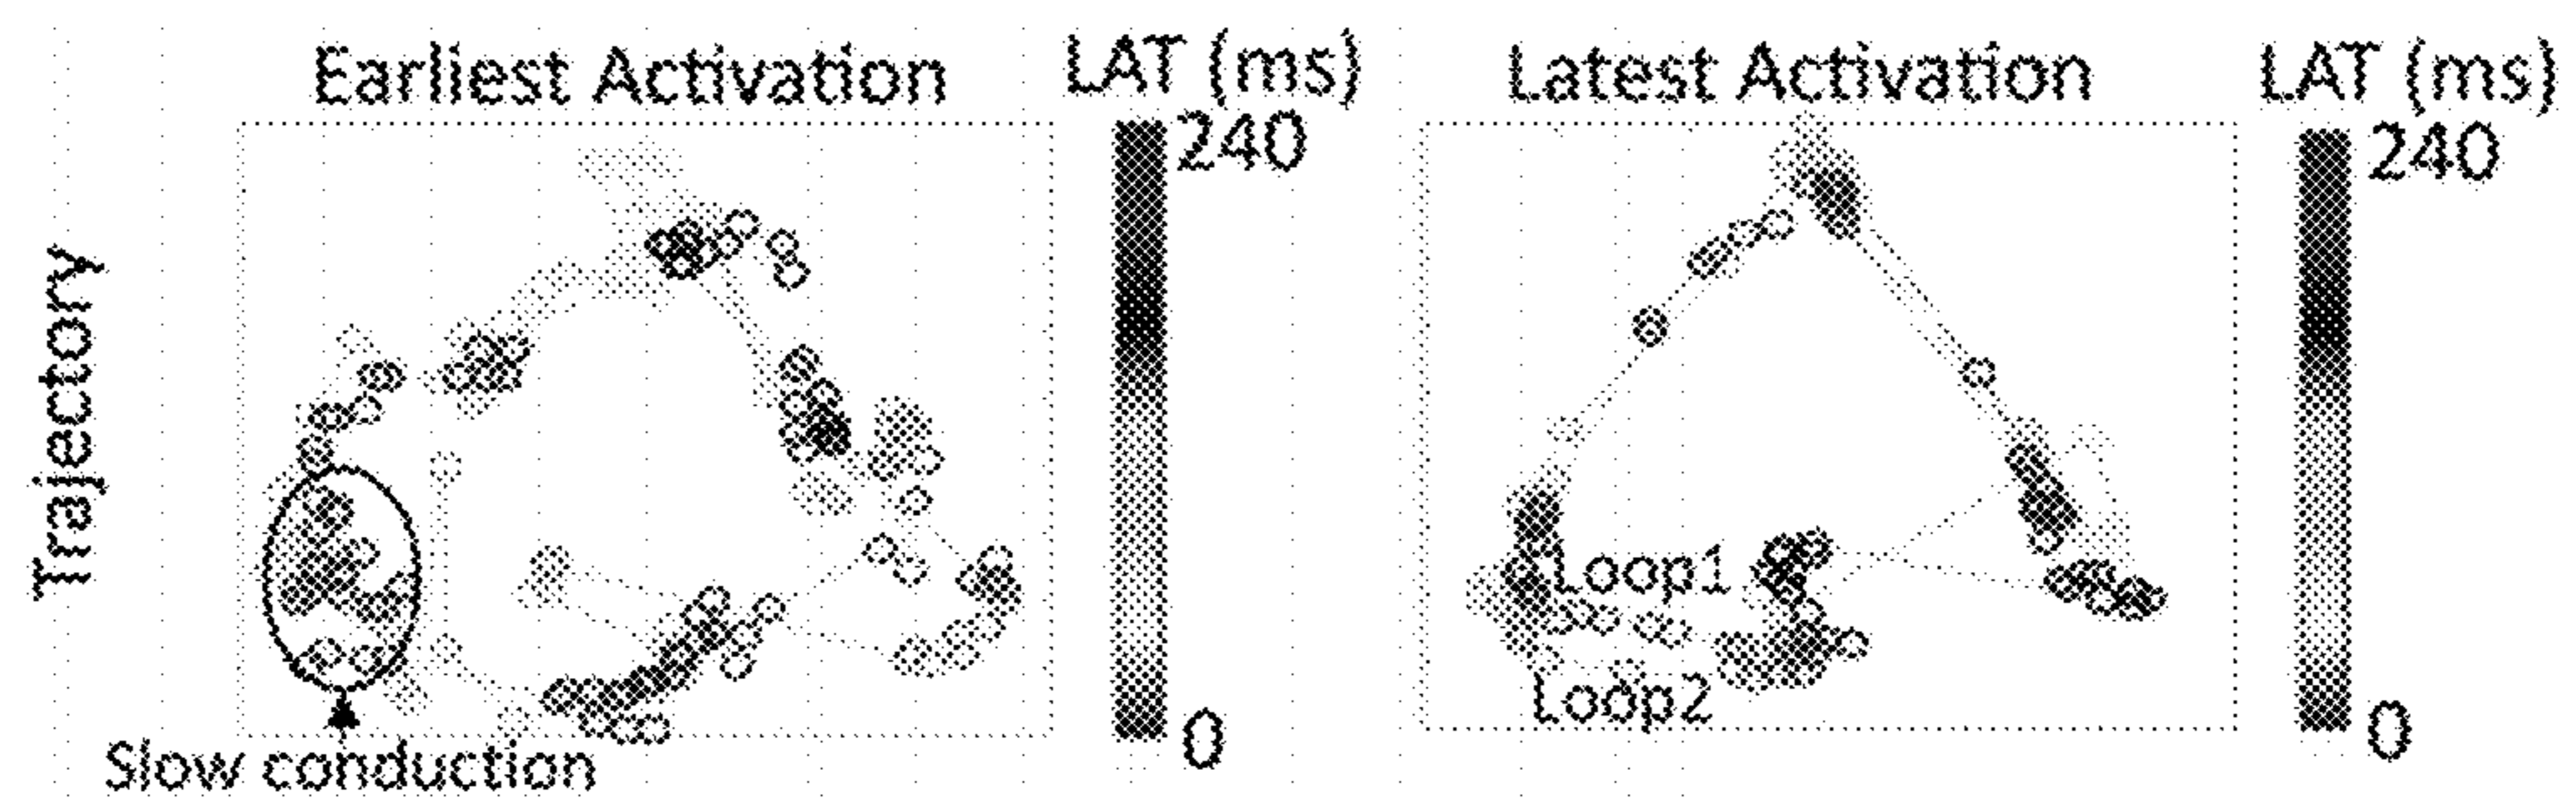 Earliest Activation
LAT (ms)
240
0
Trajectory
Slow conduction
Latest Activation
LAT (ms)
240
0
Loop1
Loop2